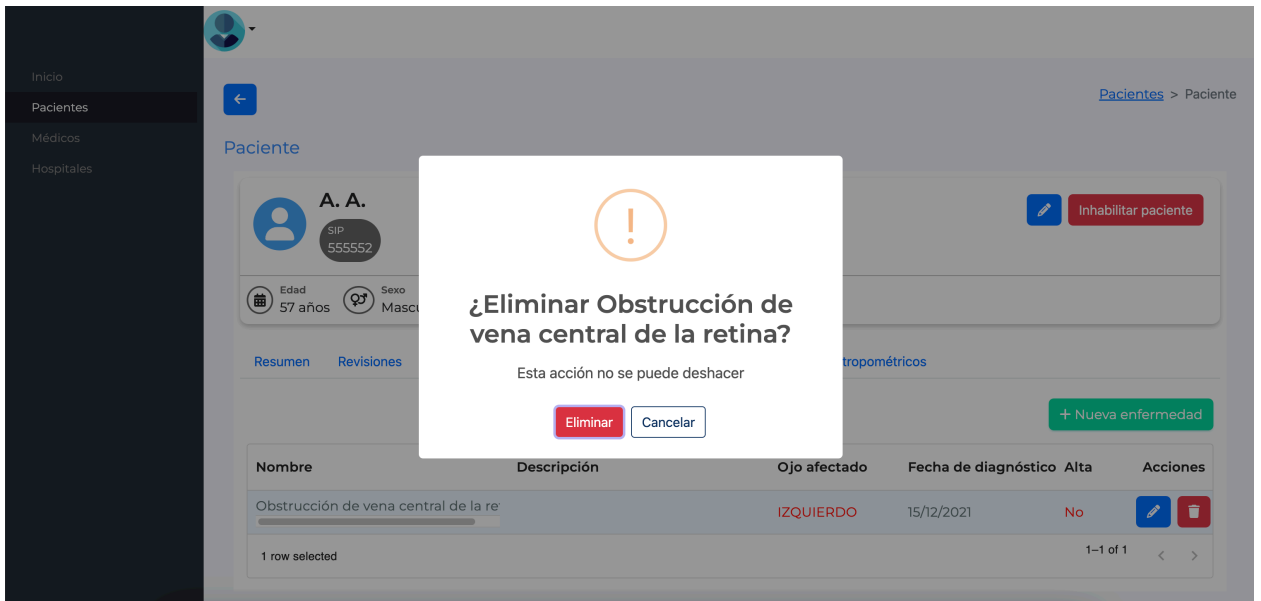 Inicio
Pacientes
Médicos
Hospitales
Pacientes > Paciente
Paciente
A. A.
SIP
555552
Inhabilitar paciente
Edad
57 años
Sexo
¿Eliminar Obstrucción de
vena central de la retina?
Esta acción no se puede deshacer
Eliminar Cancelar
Resumen Revisiones
+ Nueva enfermedad
Nombre Descripción Ojo afectado Fecha de diagnóstico Alta Acciones
Obstrucción de vena central de la
IZQUIERDO 15/12/2021 No
1 row selected 1–1 of 1